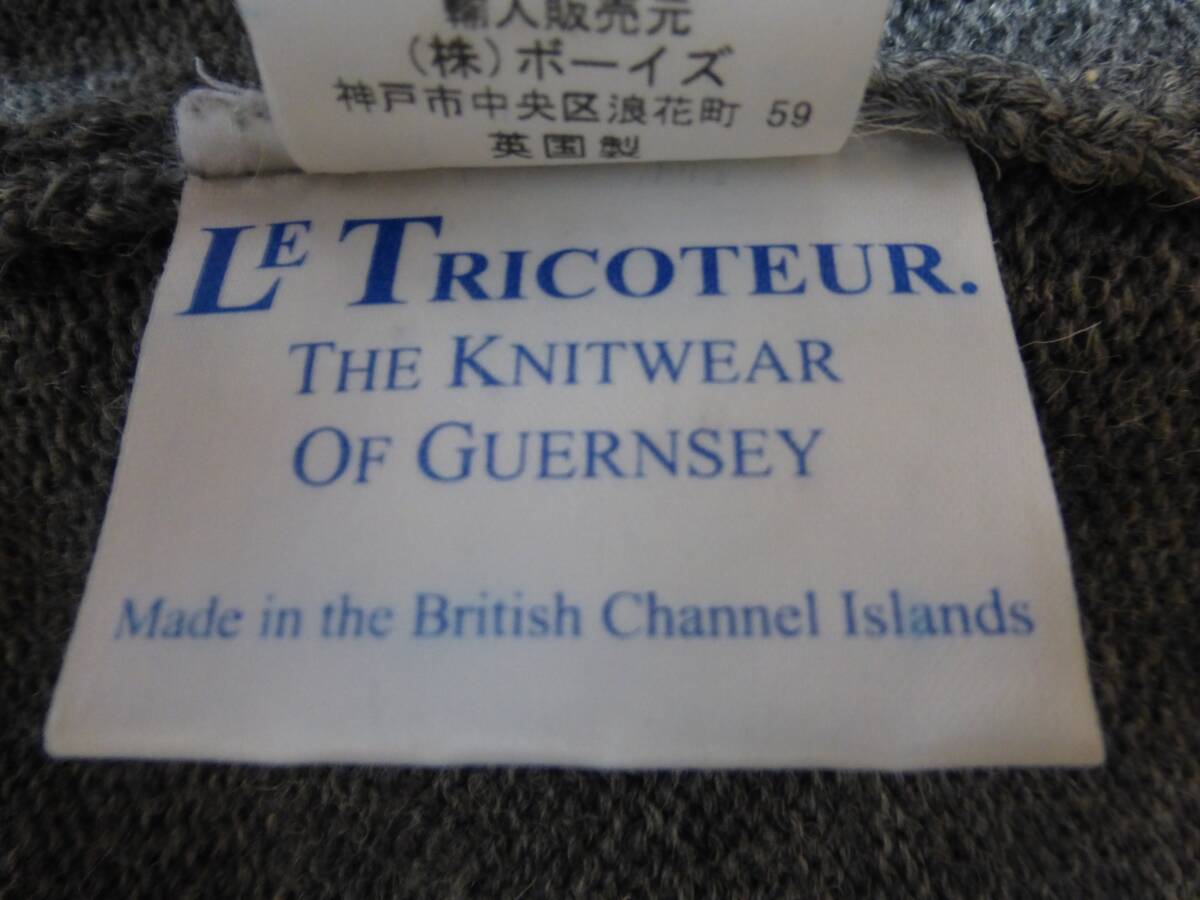 輸入販売元
(株)ボーイズ
神戸市中央区浪花町 59
英国製
LE TRICOTEUR.
THE KNITWEAR
OF GUERNSEY
Made in the British Channel Islands